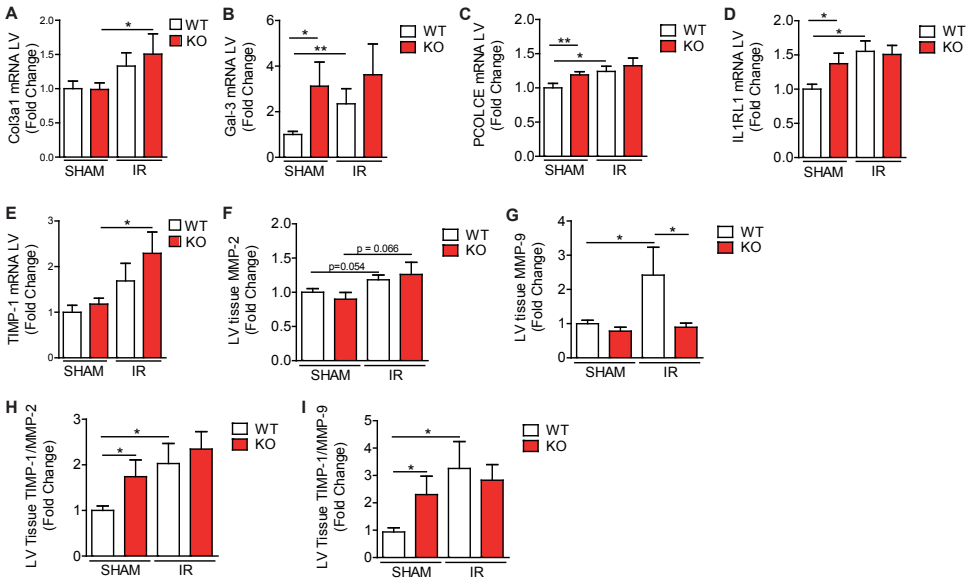 A
Col3a1 mRNA LV
(Fold Change)
2.0
1.5
1.0
0.5
0.0
*
SHAM
IR
WT
KO
B
Gal-3 mRNA LV
(Fold Change)
6
4
2
0
*
**
SHAM
IR
WT
KO
C
PCOLCE mRNA LV
(Fold Change)
2.0
1.5
1.0
0.5
0.0
**
*
SHAM
IR
WT
KO
D
IL1RL1 mRNA LV
(Fold Change)
2.0
1.5
1.0
0.5
0.0
*
*
SHAM
IR
WT
KO
E
TIMP-1 mRNA LV
(Fold Change)
3
2
1
0
*
SHAM
IR
WT
KO
F
LV tissue MMP-2
(Fold Change)
2.0
1.5
1.0
0.5
0.0
p = 0.066
p=0.054
SHAM
IR
WT
KO
G
LV tissue MMP-9
(Fold Change)
4
3
2
1
0
*
*
SHAM
IR
WT
KO
H
LV Tissue TIMP-1/MMP-2
(Fold Change)
3
2
1
0
*
*
SHAM
IR
WT
KO
I
LV Tissue TIMP-1/MMP-9
(Fold Change)
5
4
3
2
1
0
*
*
SHAM
IR
WT
KO